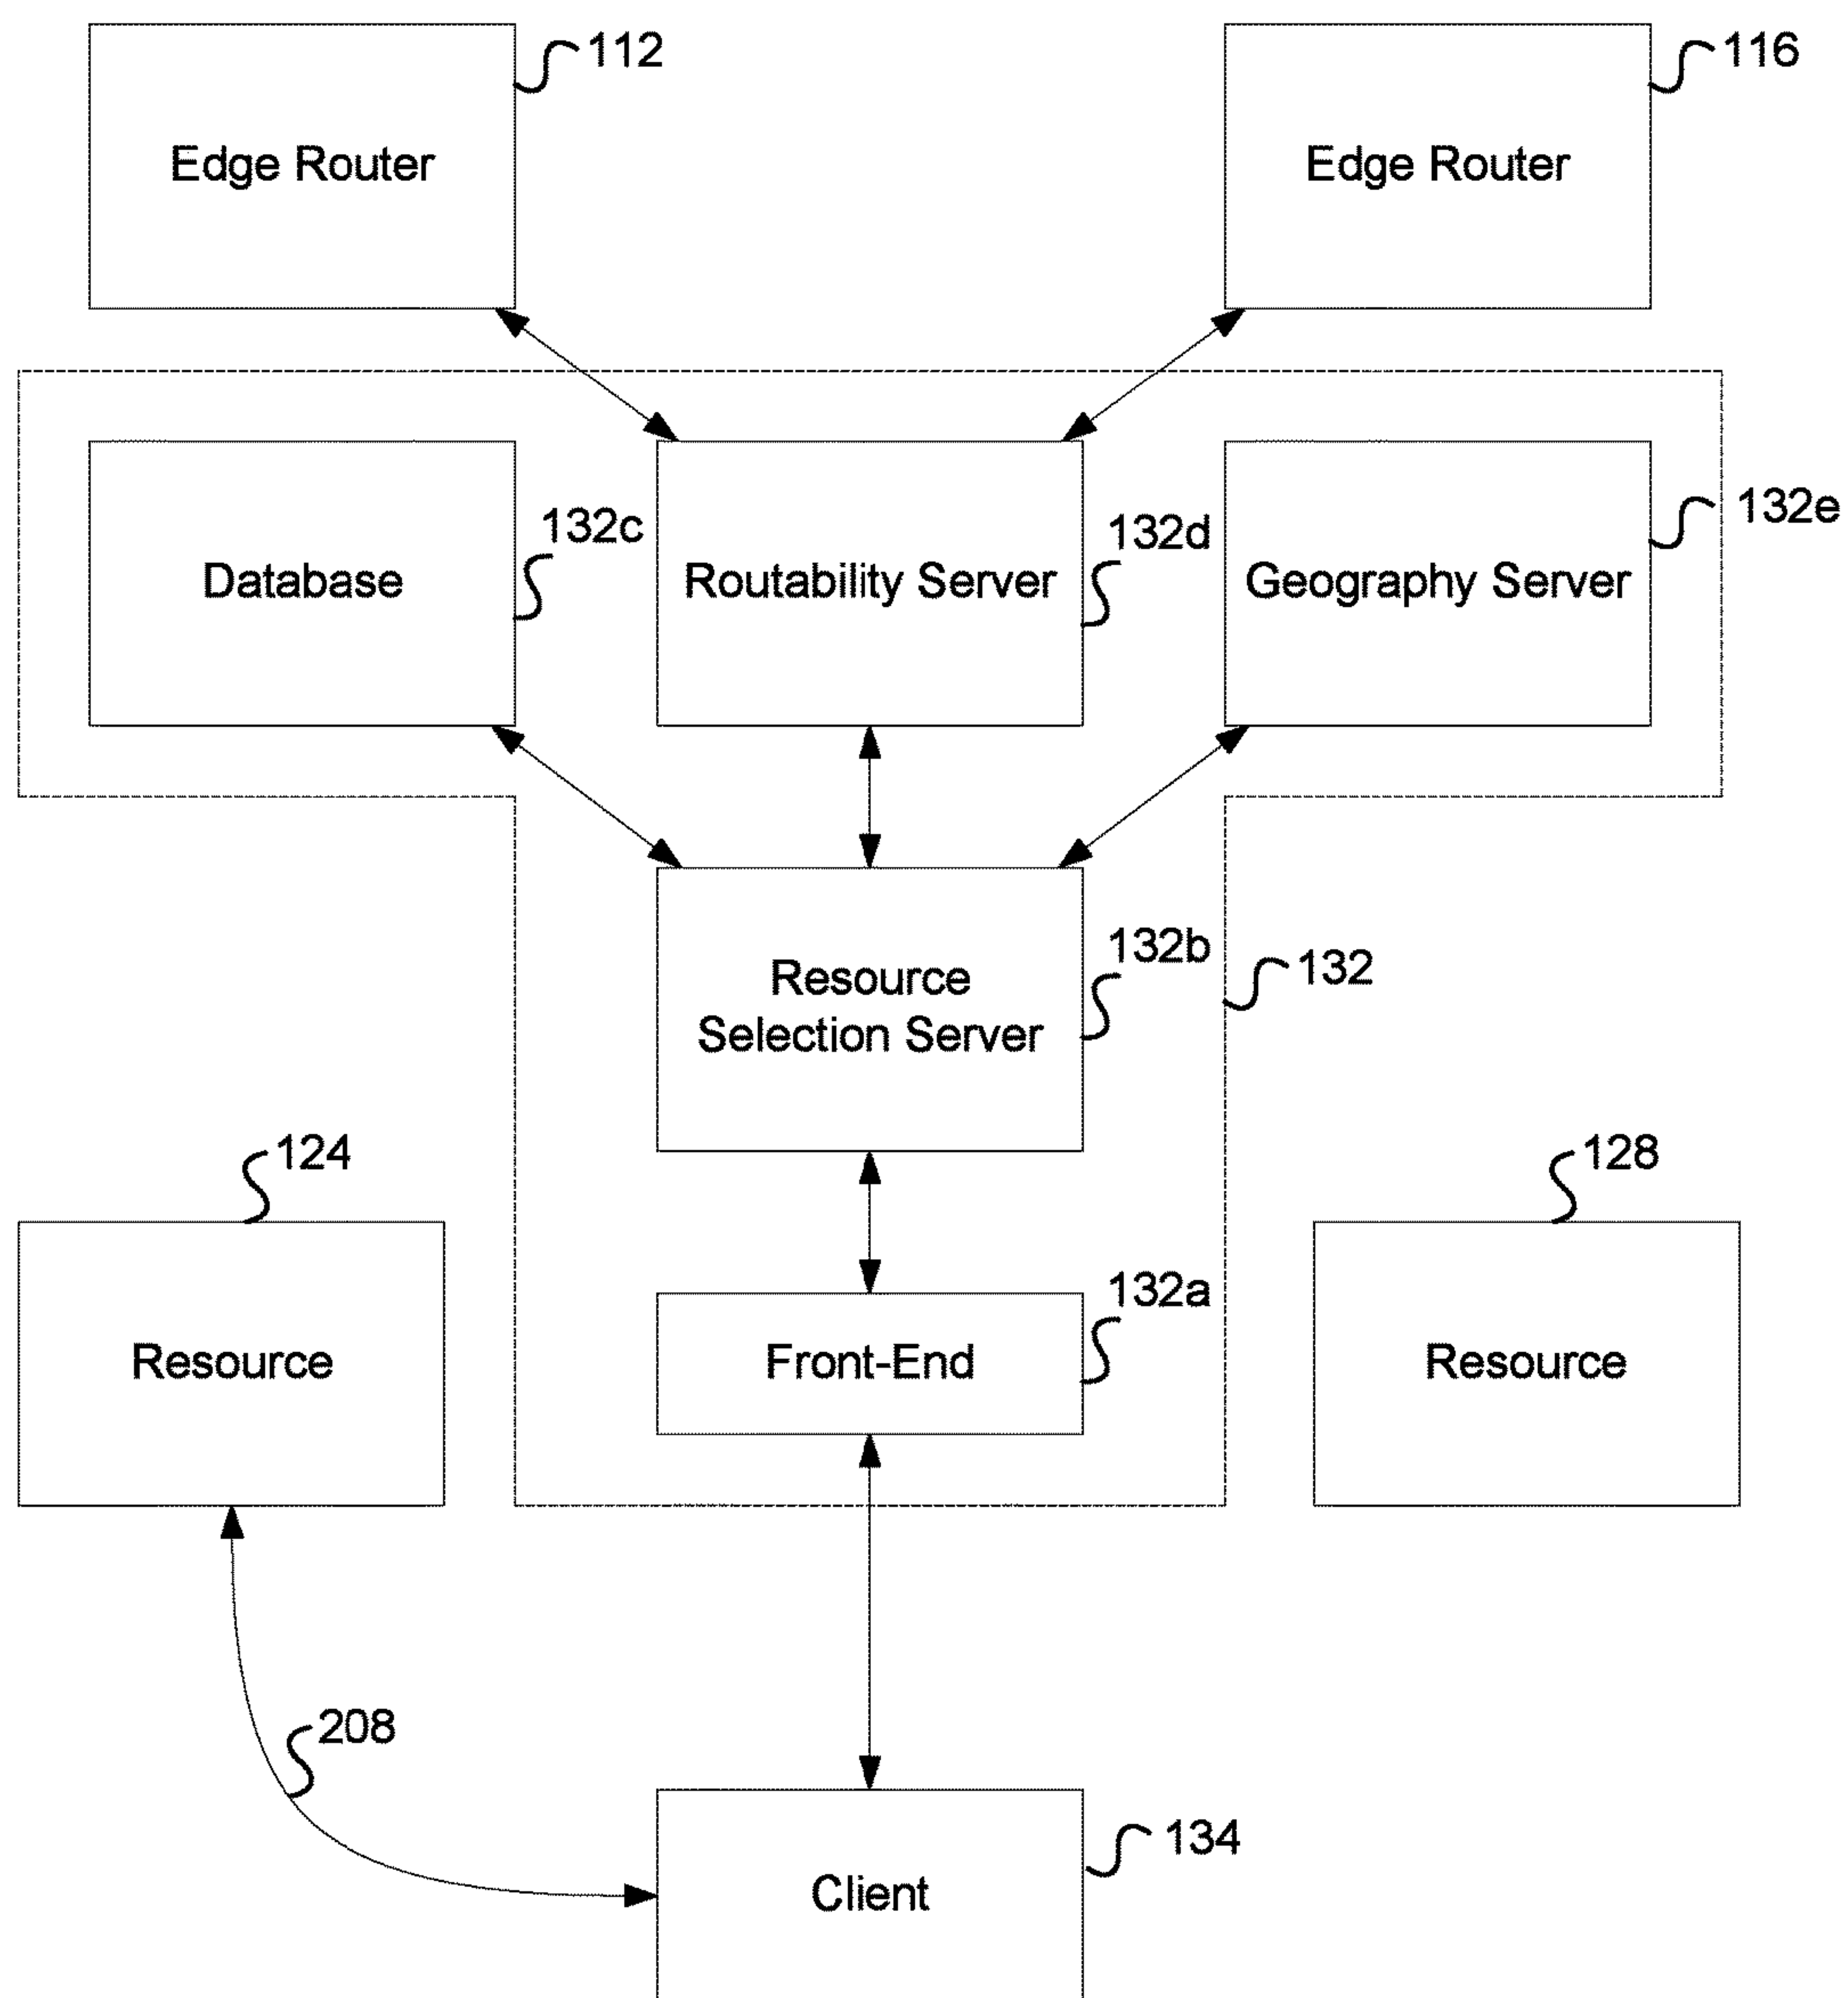 112
116
Edge Router
Edge Router
132c
132d
132e
Database
Routability Server
Geography Server
132b
132
Resource
Selection Server
124
128
132a
Resource
Front-End
Resource
208
134
Client